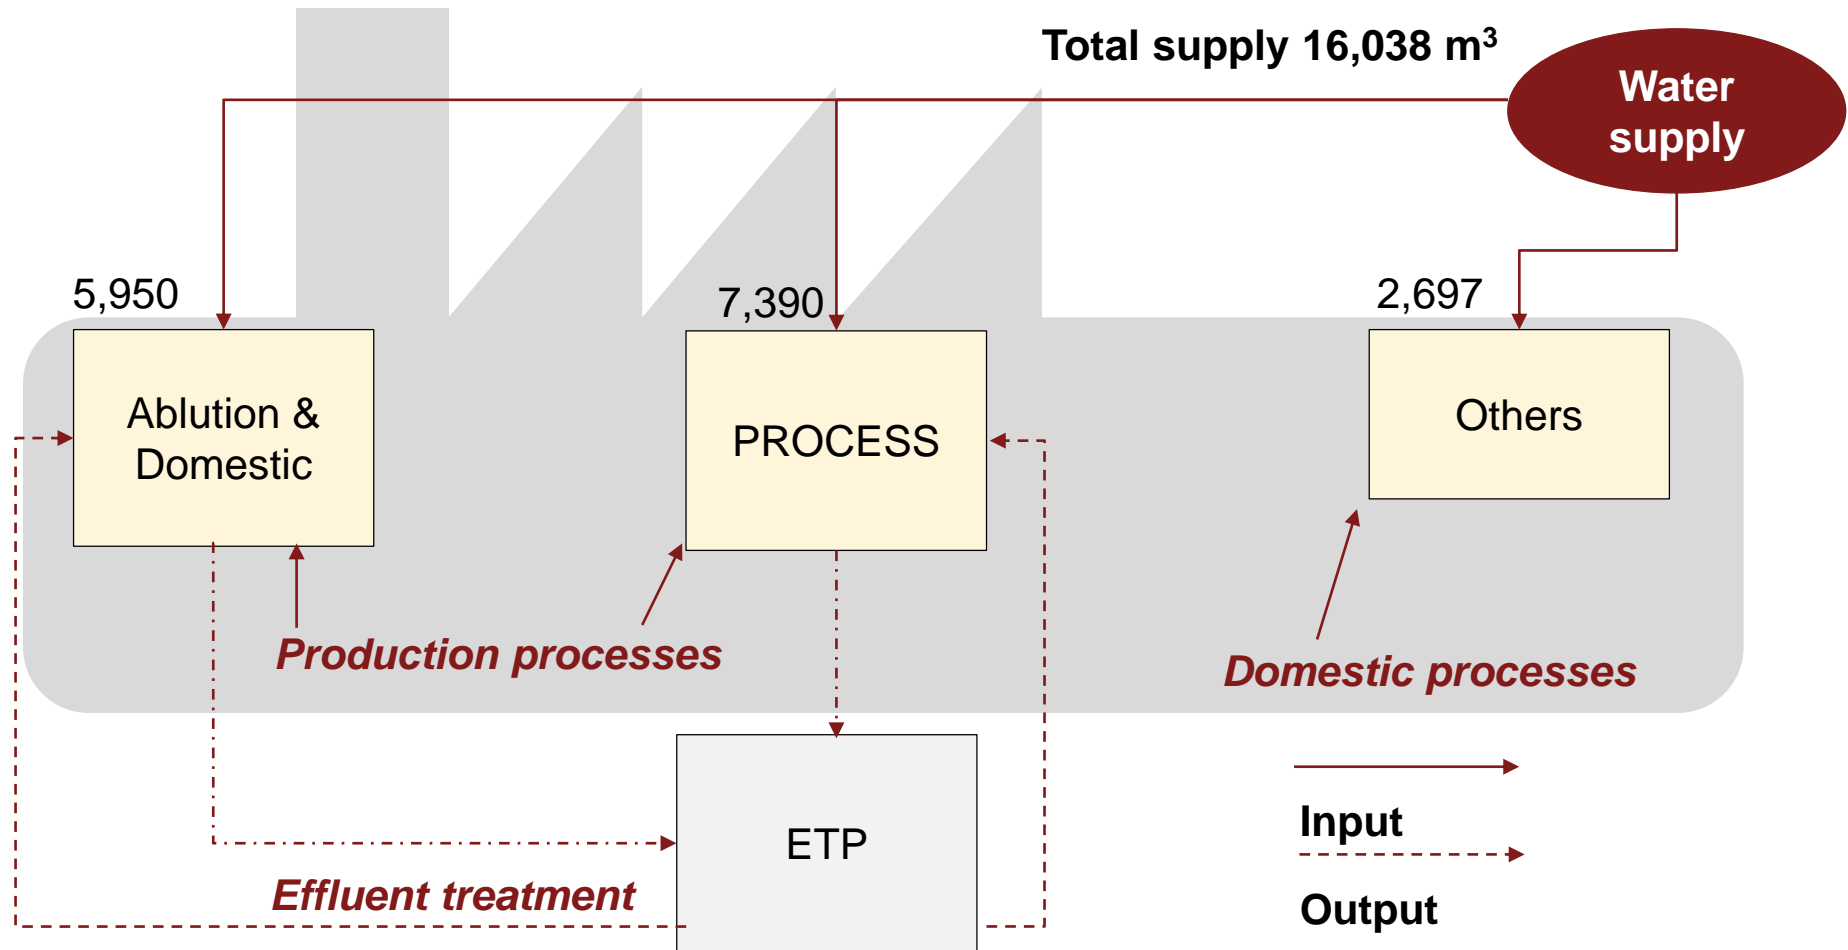 Total supply 16,038 m³
Water
supply
5,950
7,390
2,697
Ablution &
Domestic
PROCESS
Others
Production processes
Domestic processes
ETP
Effluent treatment
Input
Output